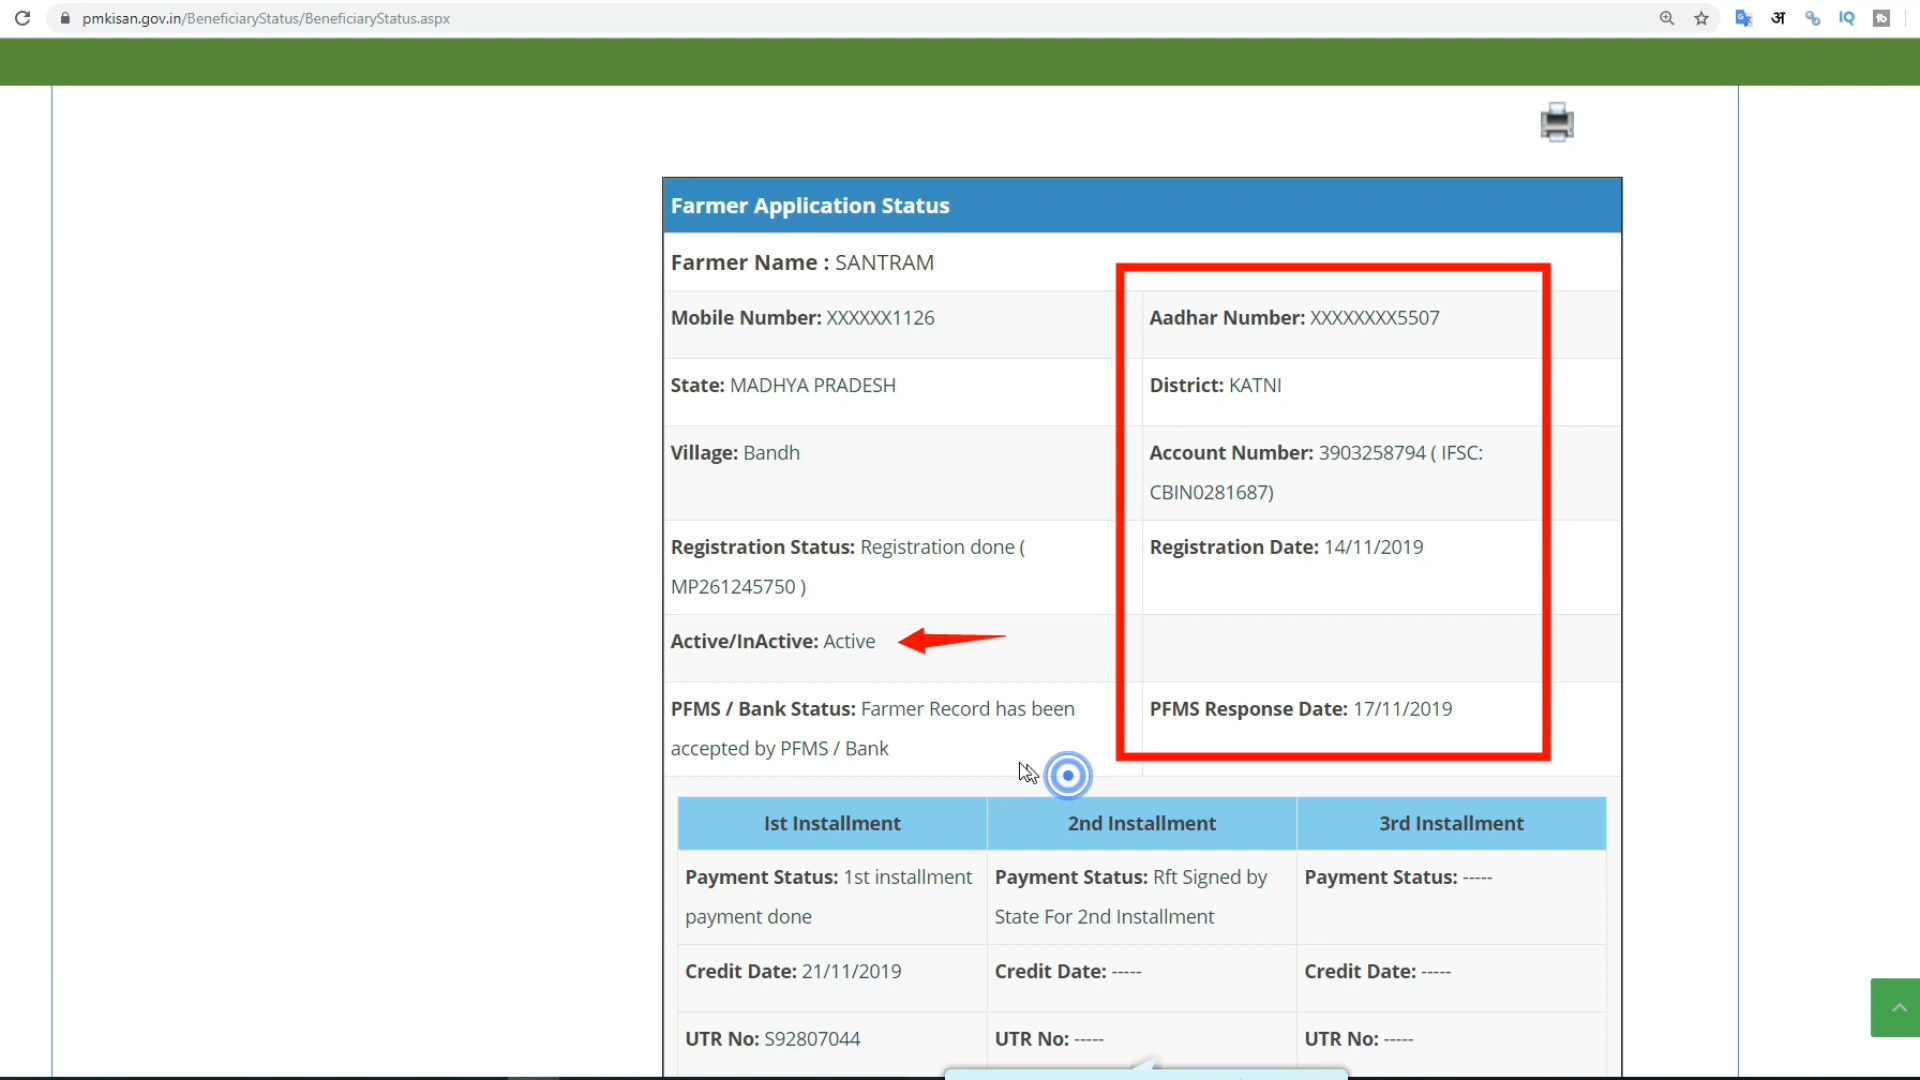 pmkisan.gov.in/BeneficiaryStatus/BeneficiaryStatus.aspx
अ
IQ
tb
Farmer Application Status
Farmer Name : SANTRAM
Mobile Number: XXXXXX1126
Aadhar Number: XXXXXXXX5507
State: MADHYA PRADESH
District: KATNI
Village: Bandh
Account Number: 3903258794 ( IFSC:
CBIN0281687)
Registration Status: Registration done (
MP261245750 )
Registration Date: 14/11/2019
Active/InActive: Active
PFMS / Bank Status: Farmer Record has been
accepted by PFMS / Bank
PFMS Response Date: 17/11/2019
Ist Installment
2nd Installment
3rd Installment
Payment Status: 1st installment
payment done
Payment Status: Rft Signed by
State For 2nd Installment
Payment Status: -----
Credit Date: 21/11/2019
Credit Date: -----
Credit Date: -----
UTR No: S92807044
UTR No: -----
UTR No: -----